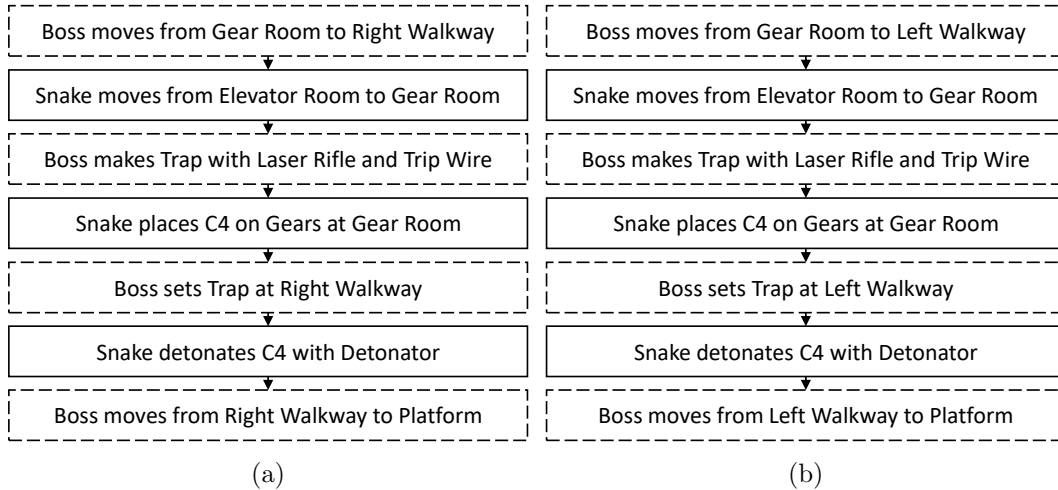 Boss moves from Gear Room to Right Walkway
Snake moves from Elevator Room to Gear Room
Boss makes Trap with Laser Rifle and Trip Wire
Snake places C4 on Gears at Gear Room
Boss sets Trap at Right Walkway
Snake detonates C4 with Detonator
Boss moves from Right Walkway to Platform
(a)
Boss moves from Gear Room to Left Walkway
Snake moves from Elevator Room to Gear Room
Boss makes Trap with Laser Rifle and Trip Wire
Snake places C4 on Gears at Gear Room
Boss sets Trap at Left Walkway
Snake detonates C4 with Detonator
Boss moves from Left Walkway to Platform
(b)